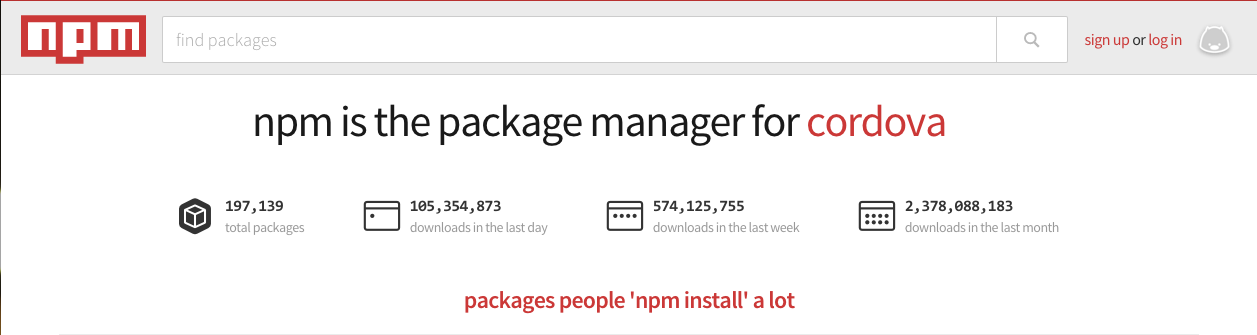 npm
find packages
sign up or log in
npm is the package manager for cordova
197,139
total packages
105,354,873
downloads in the last day
574,125,755
downloads in the last week
2,378,088,183
downloads in the last month
packages people 'npm install' a lot